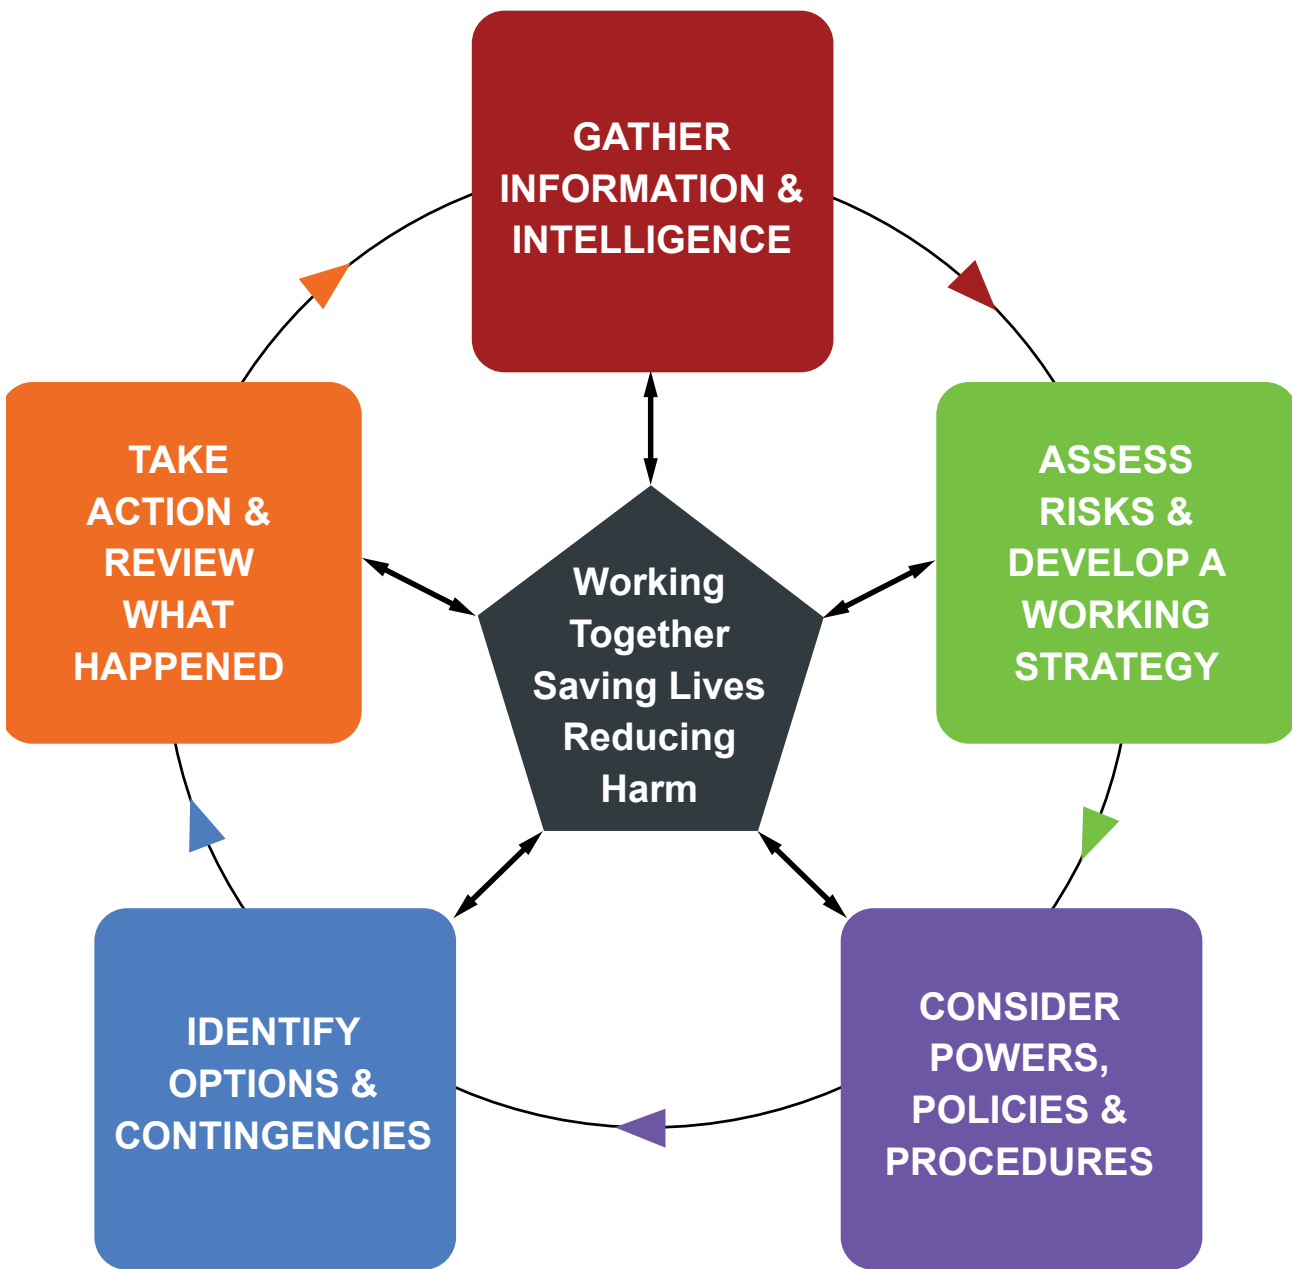 GATHER
INFORMATION &
INTELLIGENCE
ASSESS
RISKS &
DEVELOP A
WORKING
STRATEGY
CONSIDER
POWERS,
POLICIES &
PROCEDURES
IDENTIFY
OPTIONS &
CONTINGENCIES
TAKE
ACTION &
REVIEW
WHAT
HAPPENED
Working
Together
Saving Lives
Reducing
Harm